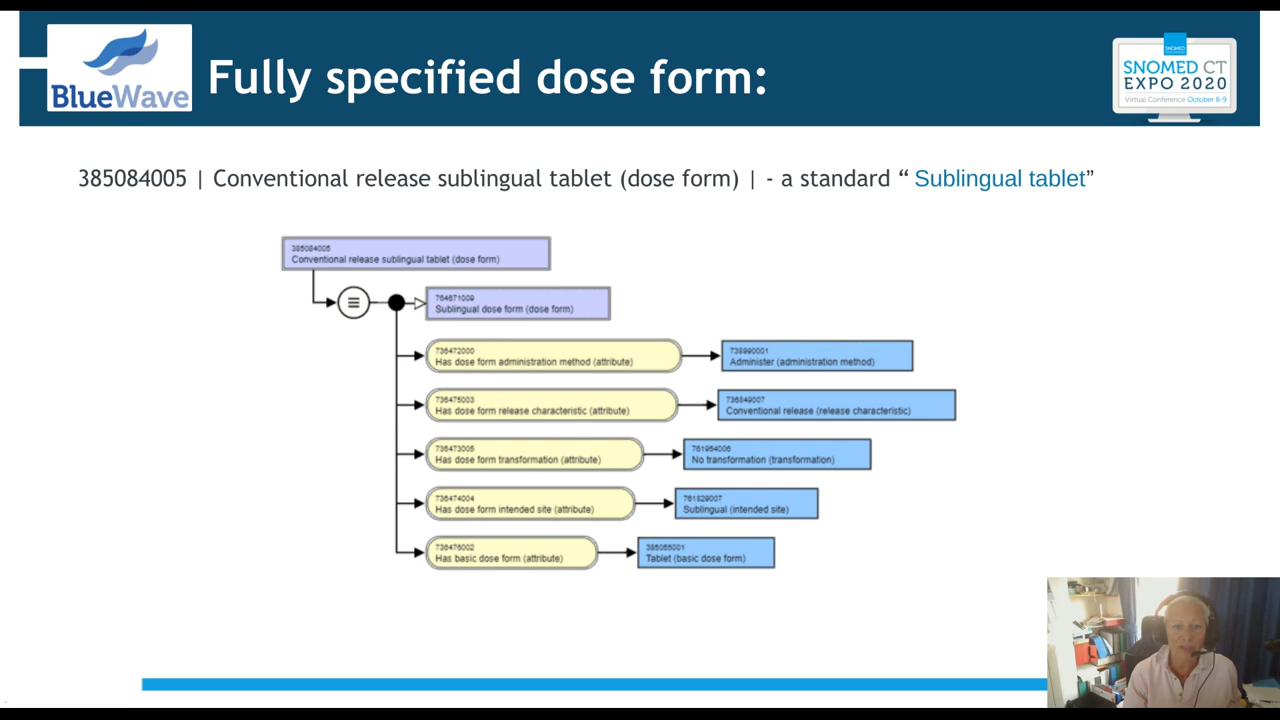 BlueWave
Fully specified dose form:
SNOMED
SNOMED CT
EXPO 2020
Virtual Conference October 8-9
385084005 | Conventional release sublingual tablet (dose form) | - a standard “ Sublingual tablet”
385084005
Conventional release sublingual tablet (dose form)
764671009
Sublingual dose form (dose form)
736472000
Has dose form administration method (attribute)
738990001
Administer (administration method)
736475003
Has dose form release characteristic (attribute)
736849007
Conventional release (release characteristic)
736473005
Has dose form transformation (attribute)
761954006
No transformation (transformation)
736474004
Has dose form intended site (attribute)
761829007
Sublingual (intended site)
736476002
Has basic dose form (attribute)
385055001
Tablet (basic dose form)